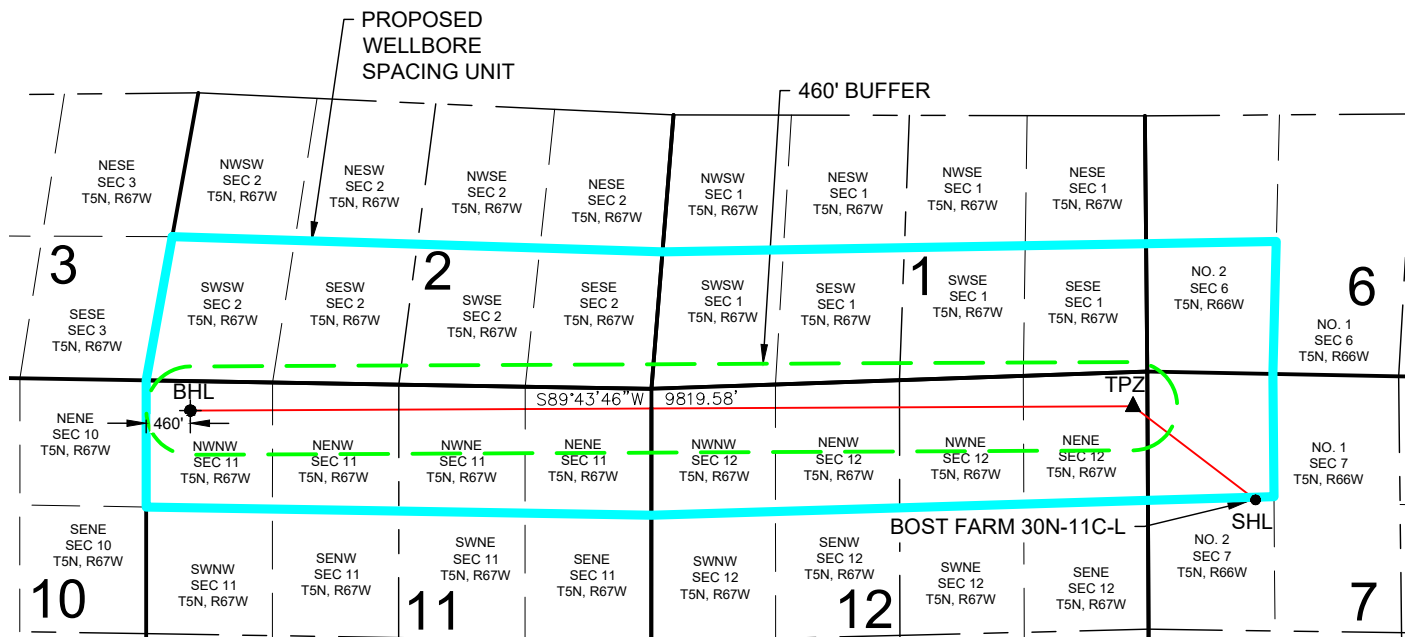 PROPOSED
WELLBORE
SPACING UNIT
460' BUFFER
NESE
SEC 3
T5N, R67W
NWSW
SEC 2
T5N, R67W
NESW
SEC 2
T5N, R67W
NWSE
SEC 2
T5N, R67W
NESE
SEC 2
T5N, R67W
NWSW
SEC 1
T5N, R67W
NESW
SEC 1
T5N, R67W
NWSE
SEC 1
T5N, R67W
NESE
SEC 1
T5N, R67W
3
2
1
6
SESE
SEC 3
T5N, R67W
SWSW
SEC 2
T5N, R67W
SESW
SEC 2
T5N, R67W
SWSE
SEC 2
T5N, R67W
SESE
SEC 2
T5N, R67W
SWSW
SEC 1
T5N, R67W
SESW
SEC 1
T5N, R67W
SWSE
SEC 1
T5N, R67W
SESE
SEC 1
T5N, R67W
NO. 2
SEC 6
T5N, R66W
NO. 1
SEC 6
T5N, R66W
BHL
460'
S89°43'46"W 9819.58'
TPZ
NENE
SEC 10
T5N, R67W
NWNW
SEC 11
T5N, R67W
NENW
SEC 11
T5N, R67W
NWNE
SEC 11
T5N, R67W
NENE
SEC 11
T5N, R67W
NWNW
SEC 12
T5N, R67W
NENW
SEC 12
T5N, R67W
NWNE
SEC 12
T5N, R67W
NENE
SEC 12
T5N, R67W
NO. 1
SEC 7
T5N, R66W
BOST FARM 30N-11C-L
SHL
SENE
SEC 10
T5N, R67W
SWNW
SEC 11
T5N, R67W
SENW
SEC 11
T5N, R67W
SWNE
SEC 11
T5N, R67W
SENE
SEC 11
T5N, R67W
SWNW
SEC 12
T5N, R67W
SENW
SEC 12
T5N, R67W
SWNE
SEC 12
T5N, R67W
SENE
SEC 12
T5N, R67W
NO. 2
SEC 7
T5N, R66W
10
11
12
7